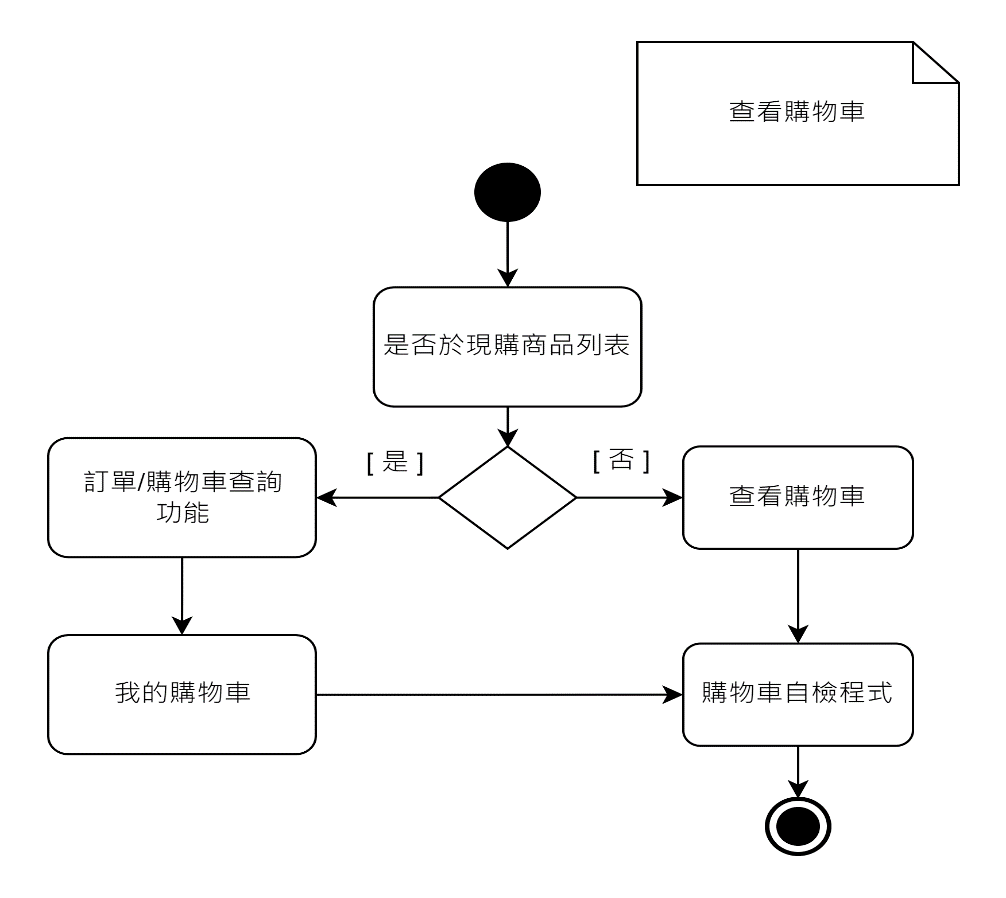 查看購物車
是否於現購商品列表
[ 是 ]
[ 否 ]
訂單/購物車查詢
功能
查看購物車
我的購物車
購物車自檢程式